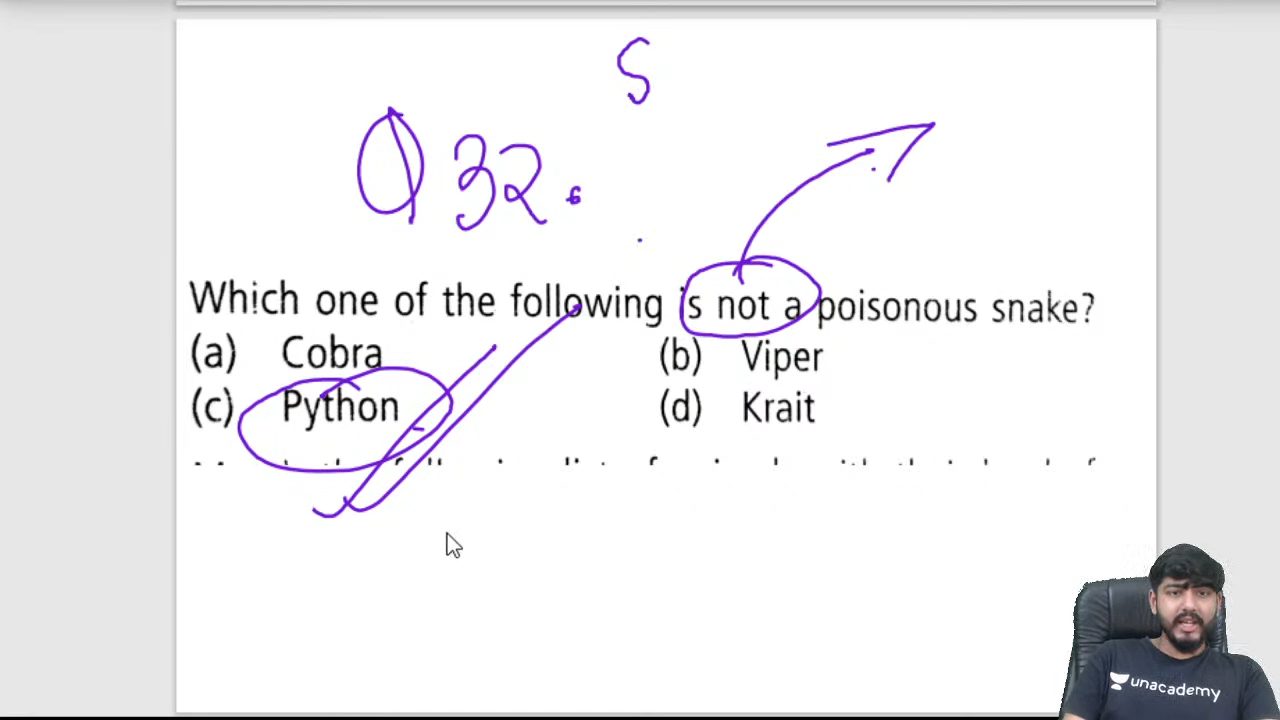 S
Q 32.
Which one of the following is not a poisonous snake?
(a) Cobra (b) Viper
(c) Python (d) Krait
unacademy